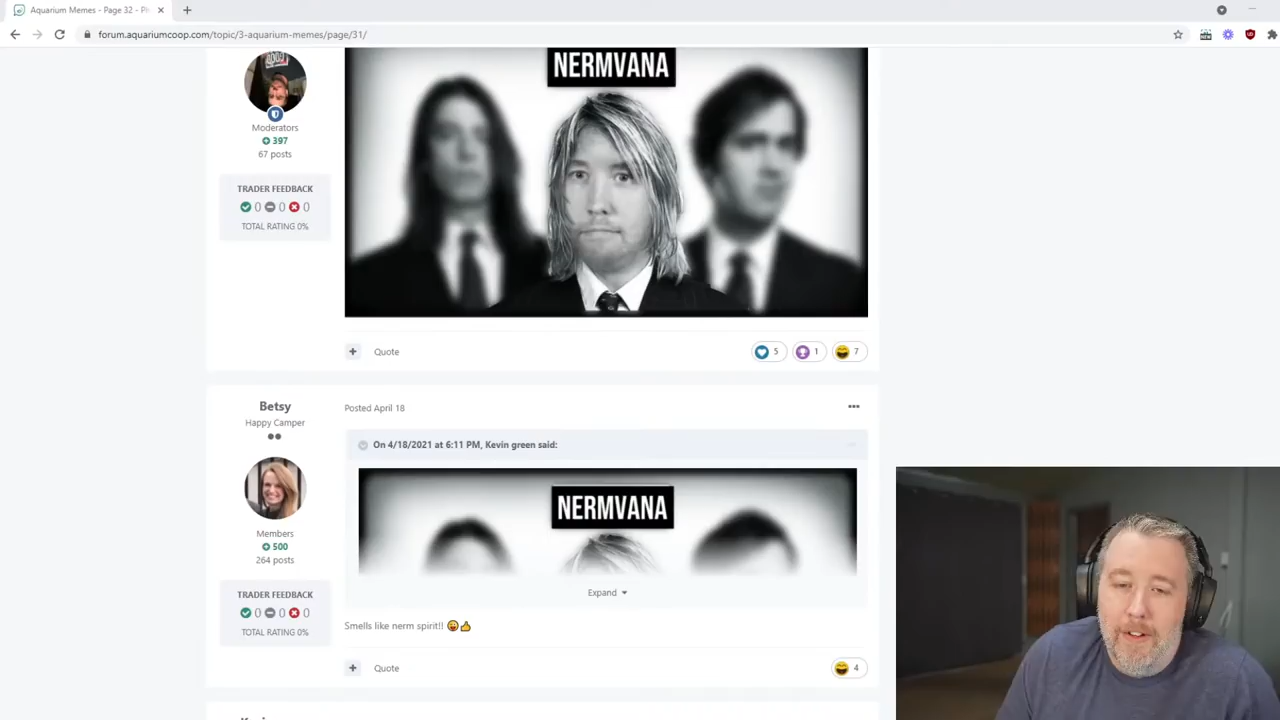 Aquarium Memes - Page 32 - Ph
forum.aquariumcoop.com/topic/3-aquarium-memes/page/31/
NERMVANA
Moderators
397
67 posts
TRADER FEEDBACK
0 0 0
TOTAL RATING 0%
+ Quote
5 1 7
Betsy
Happy Camper
Members
500
264 posts
TRADER FEEDBACK
0 0 0
TOTAL RATING 0%
Posted April 18
On 4/18/2021 at 6:11 PM, Kevin green said:
NERMVANA
Expand
Smells like nerm spirit!! 😜👍
+ Quote
4